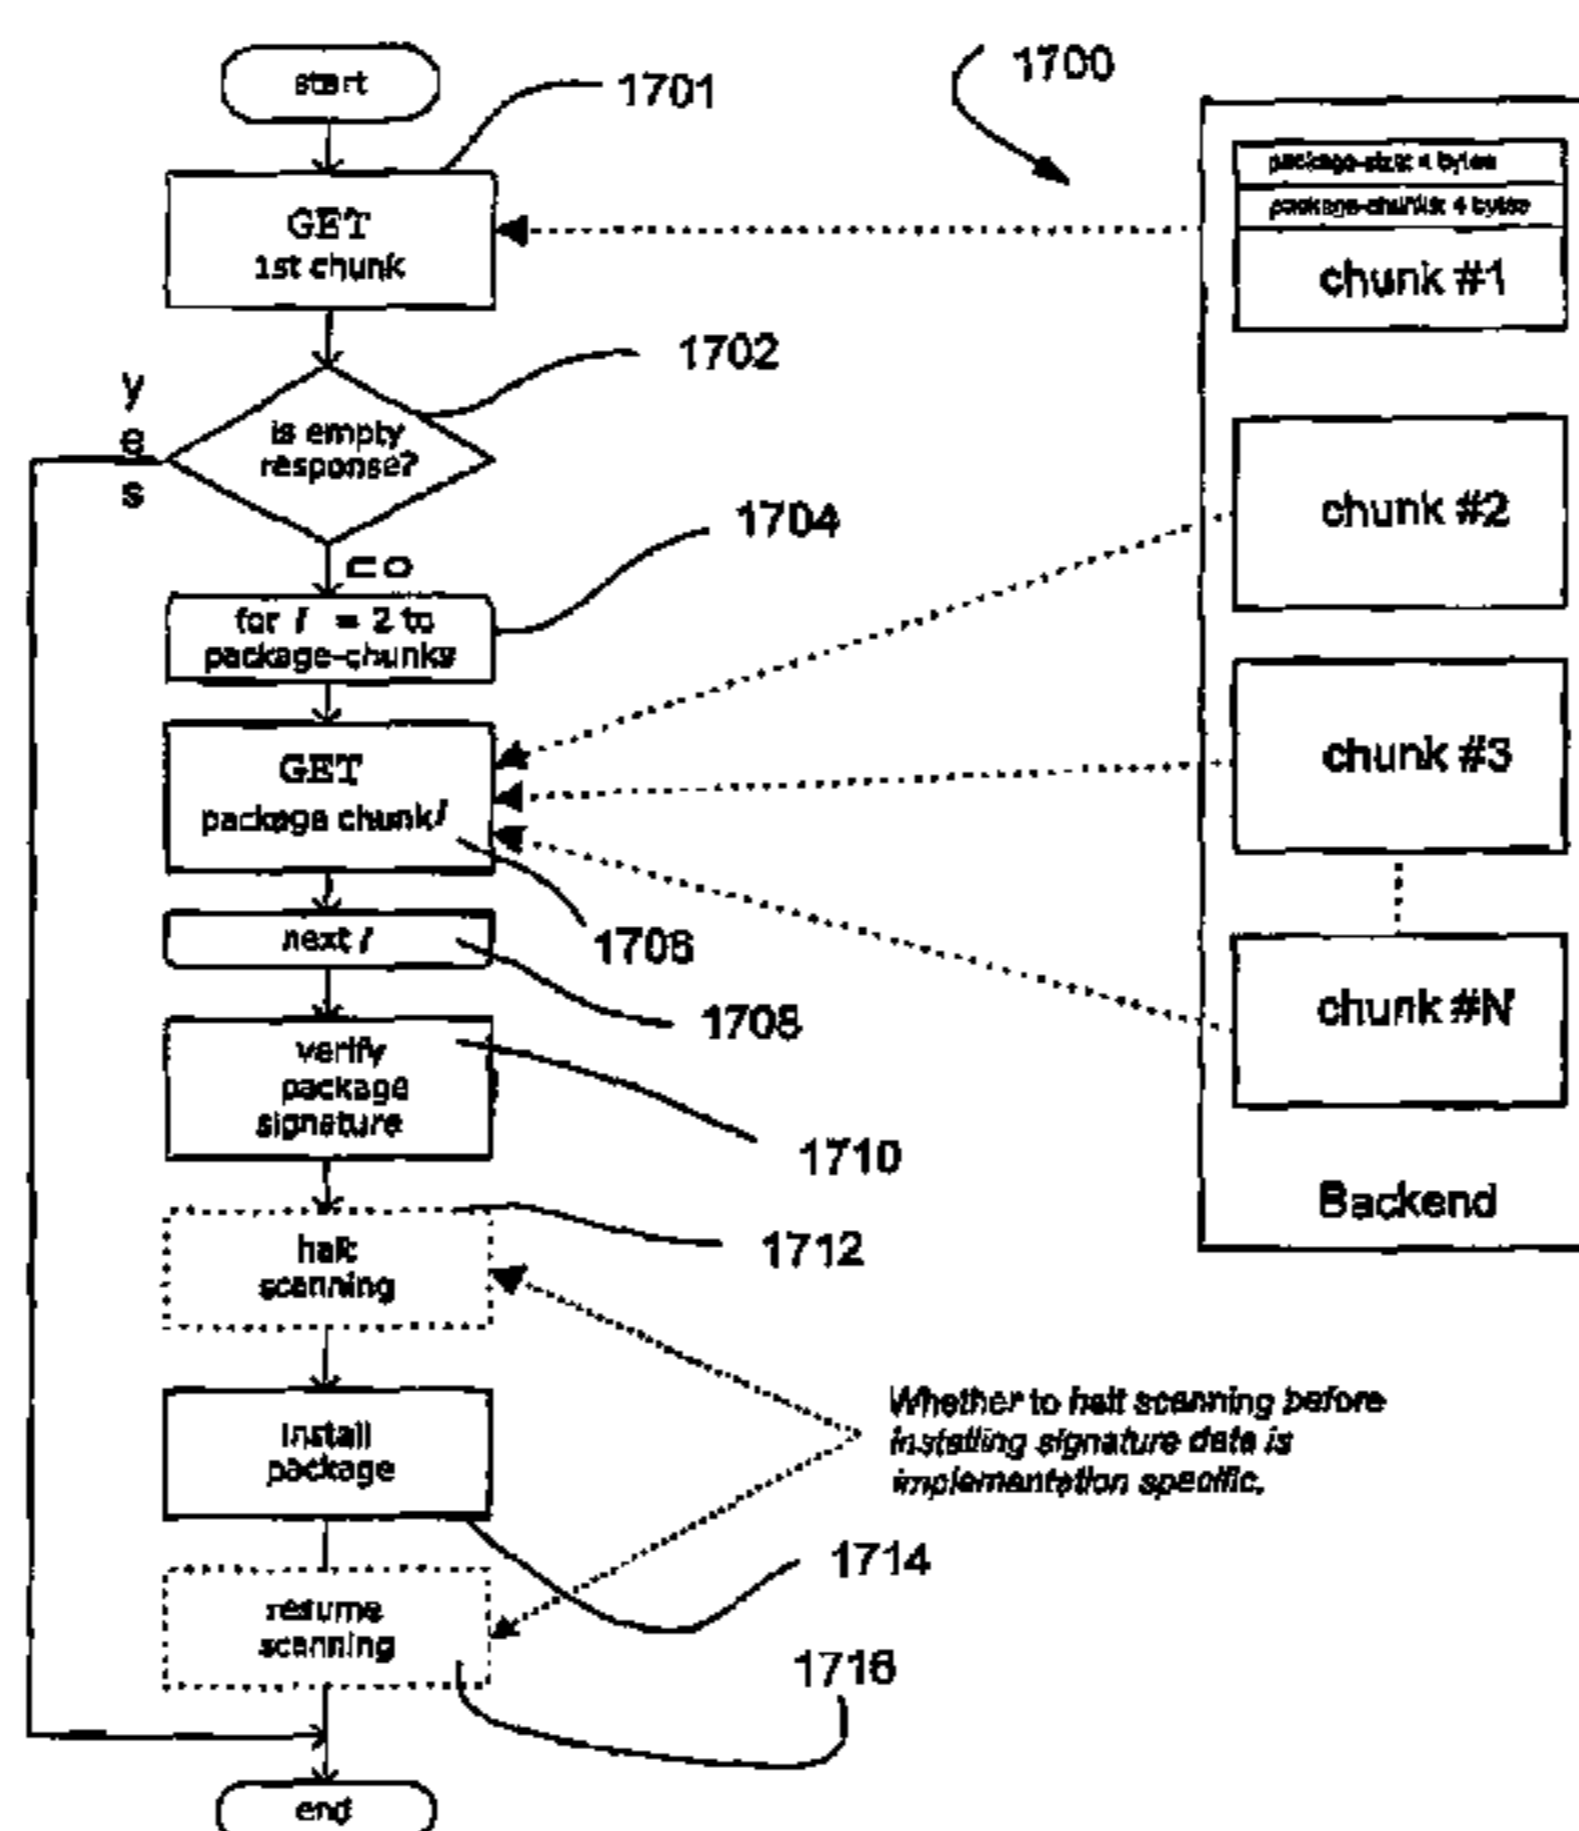 start
1701
1700
GET
1st chunk
package-size: 4 bytes
package-chunks: 4 bytes
chunk #1
1702
yes
is empty
response?
chunk #2
1704
no
for i = 2 to
package-chunks
GET
package chunk i
chunk #3
1706
next i
1708
chunk #N
verify
package
signature
1710
Backend
1712
halt
scanning
Whether to halt scanning before
installing signature data is
implementation specific.
install
package
1714
resume
scanning
1716
end